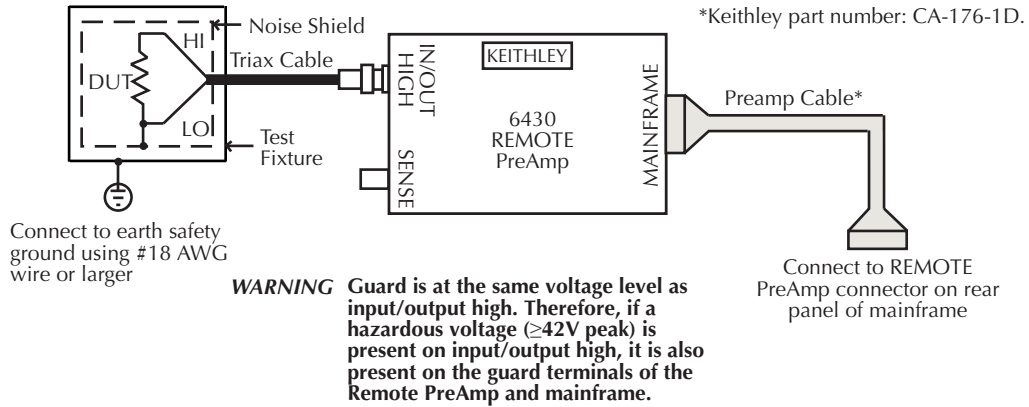 *Keithley part number: CA-176-1D.
Noise Shield
HI
Triax Cable
DUT
LO
Test
Fixture
KEITHLEY
IN/OUT
HIGH
6430
REMOTE
PreAmp
SENSE
MAINFRAME
Preamp Cable*
Connect to earth safety
ground using #18 AWG
wire or larger
Connect to REMOTE
PreAmp connector on rear
panel of mainframe
WARNING Guard is at the same voltage level as
input/output high. Therefore, if a
hazardous voltage (≥42V peak) is
present on input/output high, it is also
present on the guard terminals of the
Remote PreAmp and mainframe.